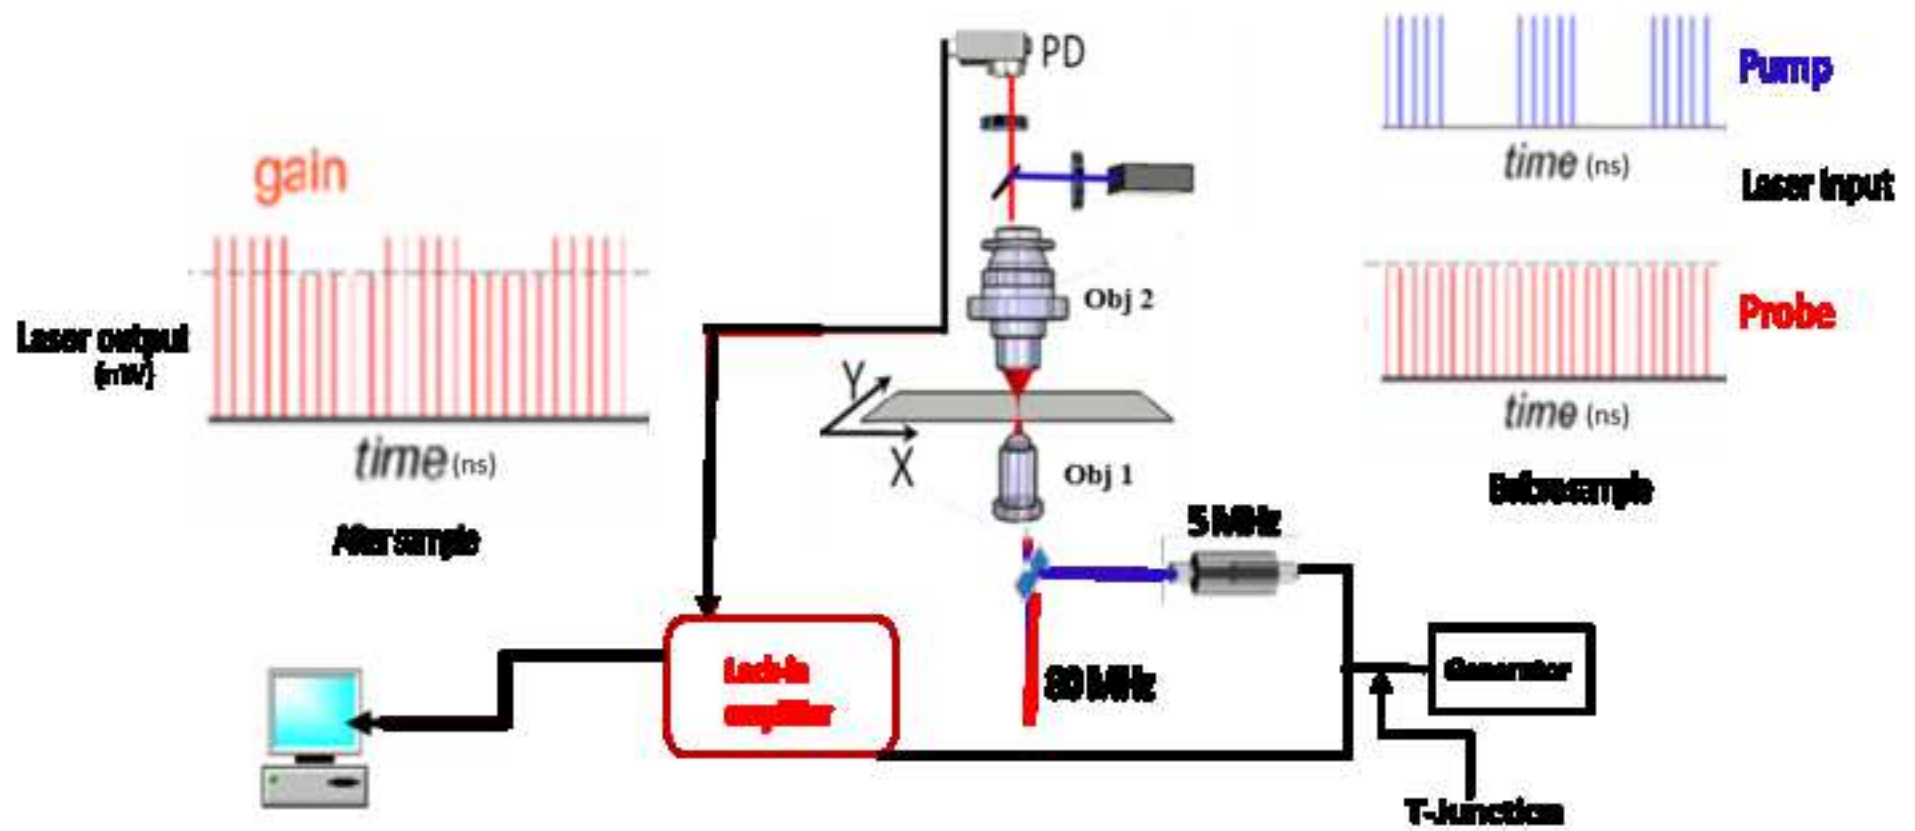 PD
Pump
time (ns)
Laser input
gain
Obj 2
Probe
Laser output
(mW)
Y
time (ns)
time (ns)
X
Obj 1
Before sample
After sample
5 MHz
80 MHz
Lock-in
amplifier
Generator
T-Junction